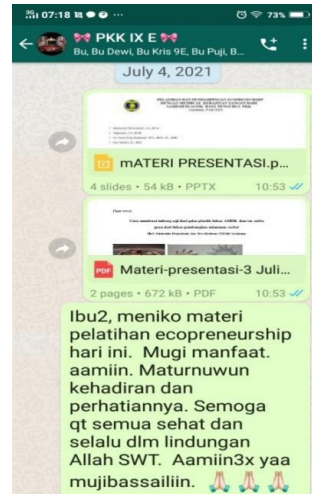 07:18
73%
PKK IX E
Bu, Bu Dewi, Bu Kris 9E, Bu Puji, B...
July 4, 2021
mATERI PRESENTASI.p...
4 slides • 54 kB • PPTX 10:53
PDF Materi-presentasi-3 Juli...
2 pages • 672 kB • PDF 10:53
Ibu2, meniko materi
pelatihan ecopreneurship
hari ini. Mugi manfaat.
aamiin. Maturnuwun
kehadiran dan
perhatiannya. Semoga
qt semua sehat dan
selalu dlm lindungan
Allah SWT. Aamiin3x yaa
mujibassailiin.